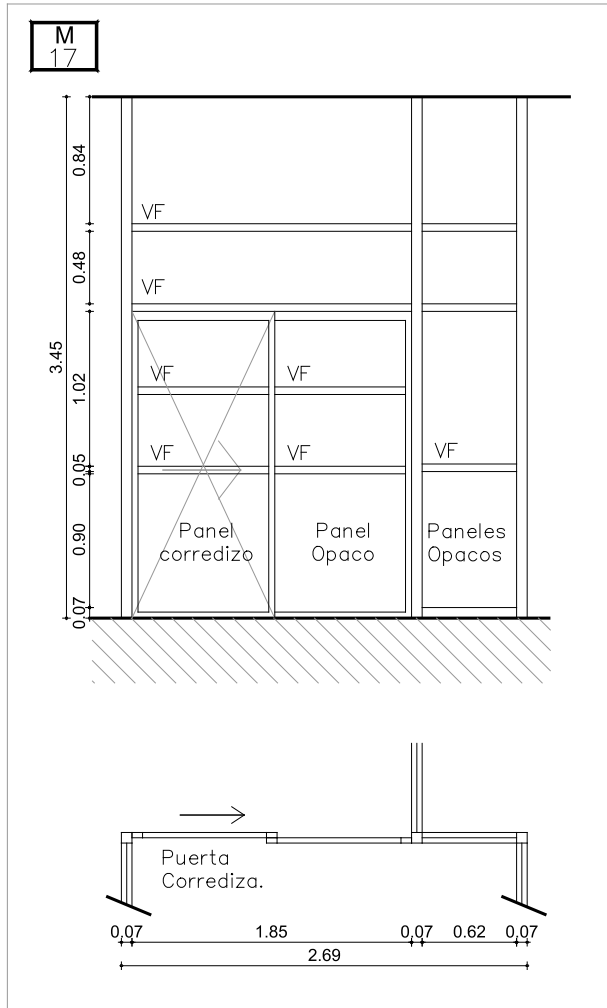 M
17
0.84
VF
0.48
VF
3.45
1.02
VF
VF
0.05
VF
VF
VF
0.90
Panel
corredizo
Panel
Opaco
Paneles
Opacos
0.07
Puerta
Corrediza.
0.07
1.85
0.07
0.62
0.07
2.69